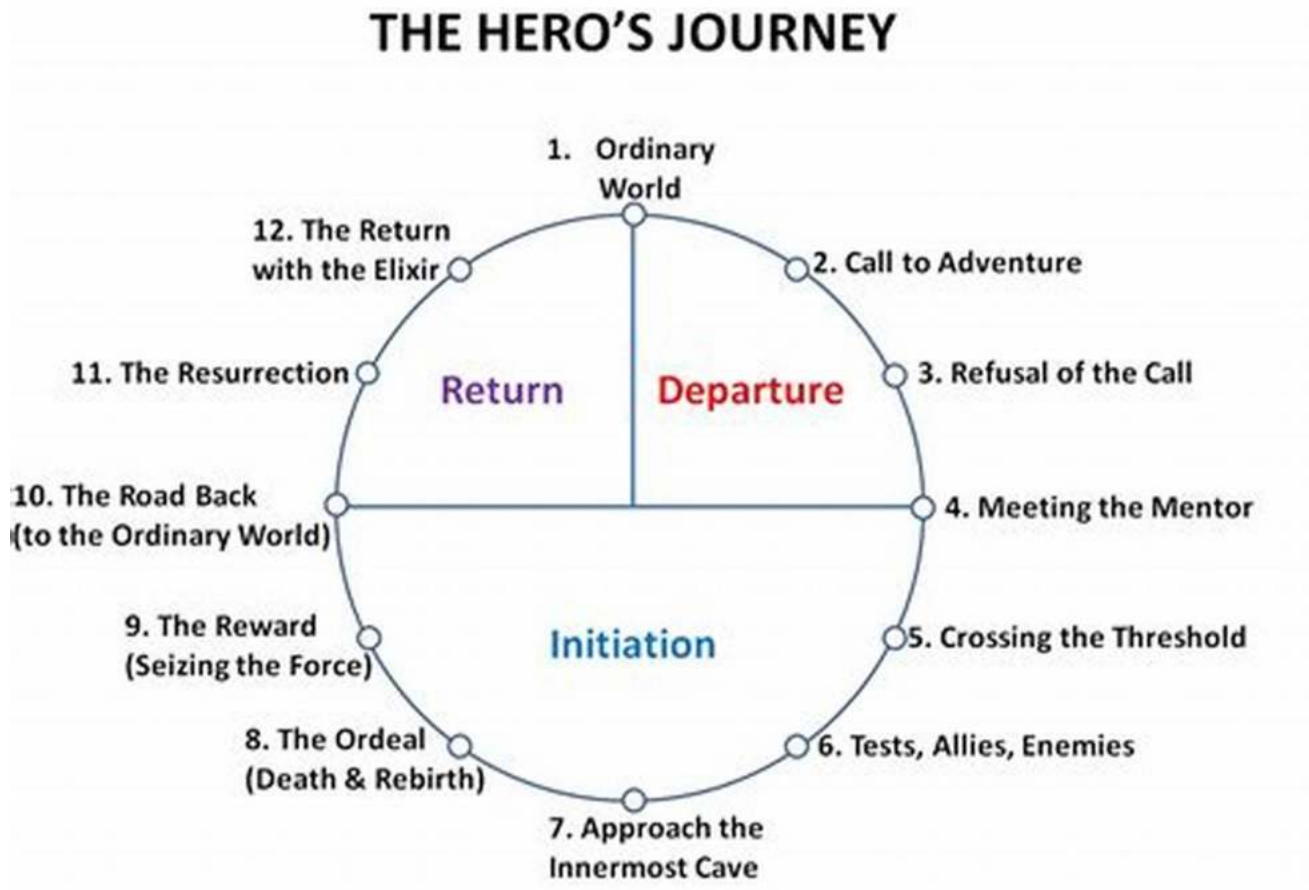 THE HERO'S JOURNEY
1. Ordinary
World
2. Call to Adventure
3. Refusal of the Call
4. Meeting the Mentor
5. Crossing the Threshold
6. Tests, Allies, Enemies
7. Approach the
Innermost Cave
8. The Ordeal
(Death & Rebirth)
9. The Reward
(Seizing the Force)
10. The Road Back
(to the Ordinary World)
11. The Resurrection
12. The Return
with the Elixir
Return
Departure
Initiation